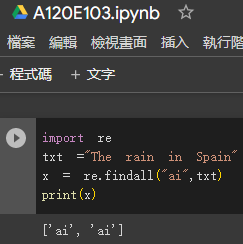 A120E103.ipynb
檔案 編輯 檢視畫面 插入 執行階
+ 程式碼 + 文字
import re
txt ="The rain in Spain"
x = re.findall("ai",txt)
print(x)
['ai', 'ai']